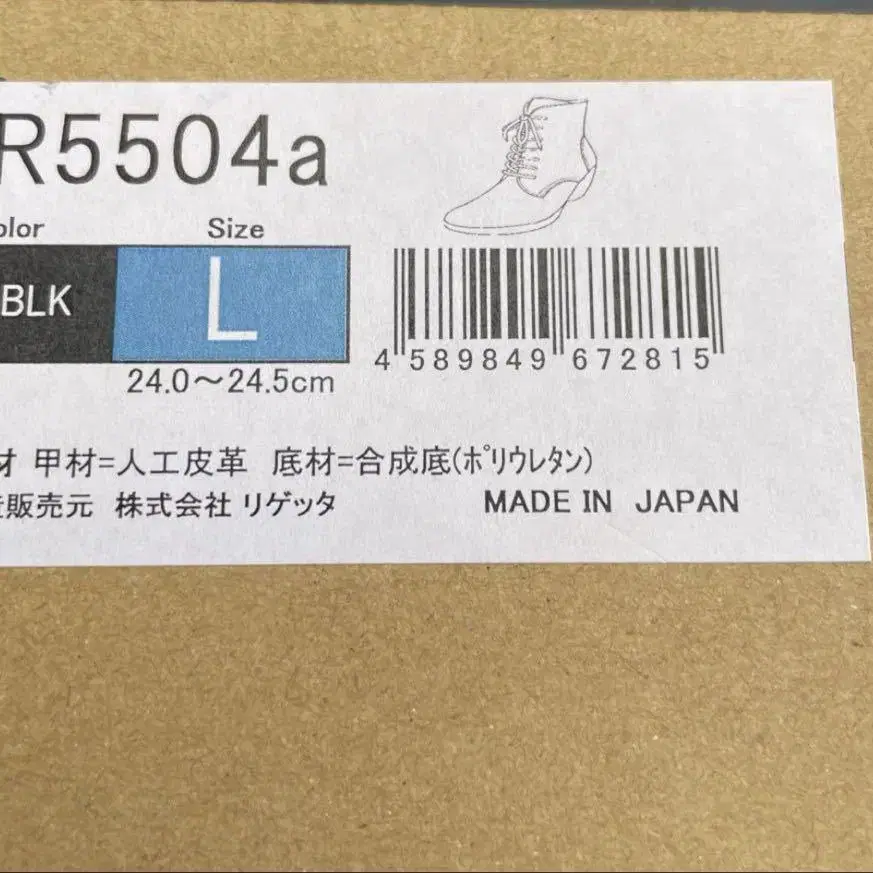 R5504a
olor Size
BLK L
24.0～24.5cm
4 589849 672815
材 甲材=人工皮革 底材=合成底(ﾎﾟﾘｳﾚﾀﾝ)
販売元 株式会社 リゲッタ MADE IN JAPAN